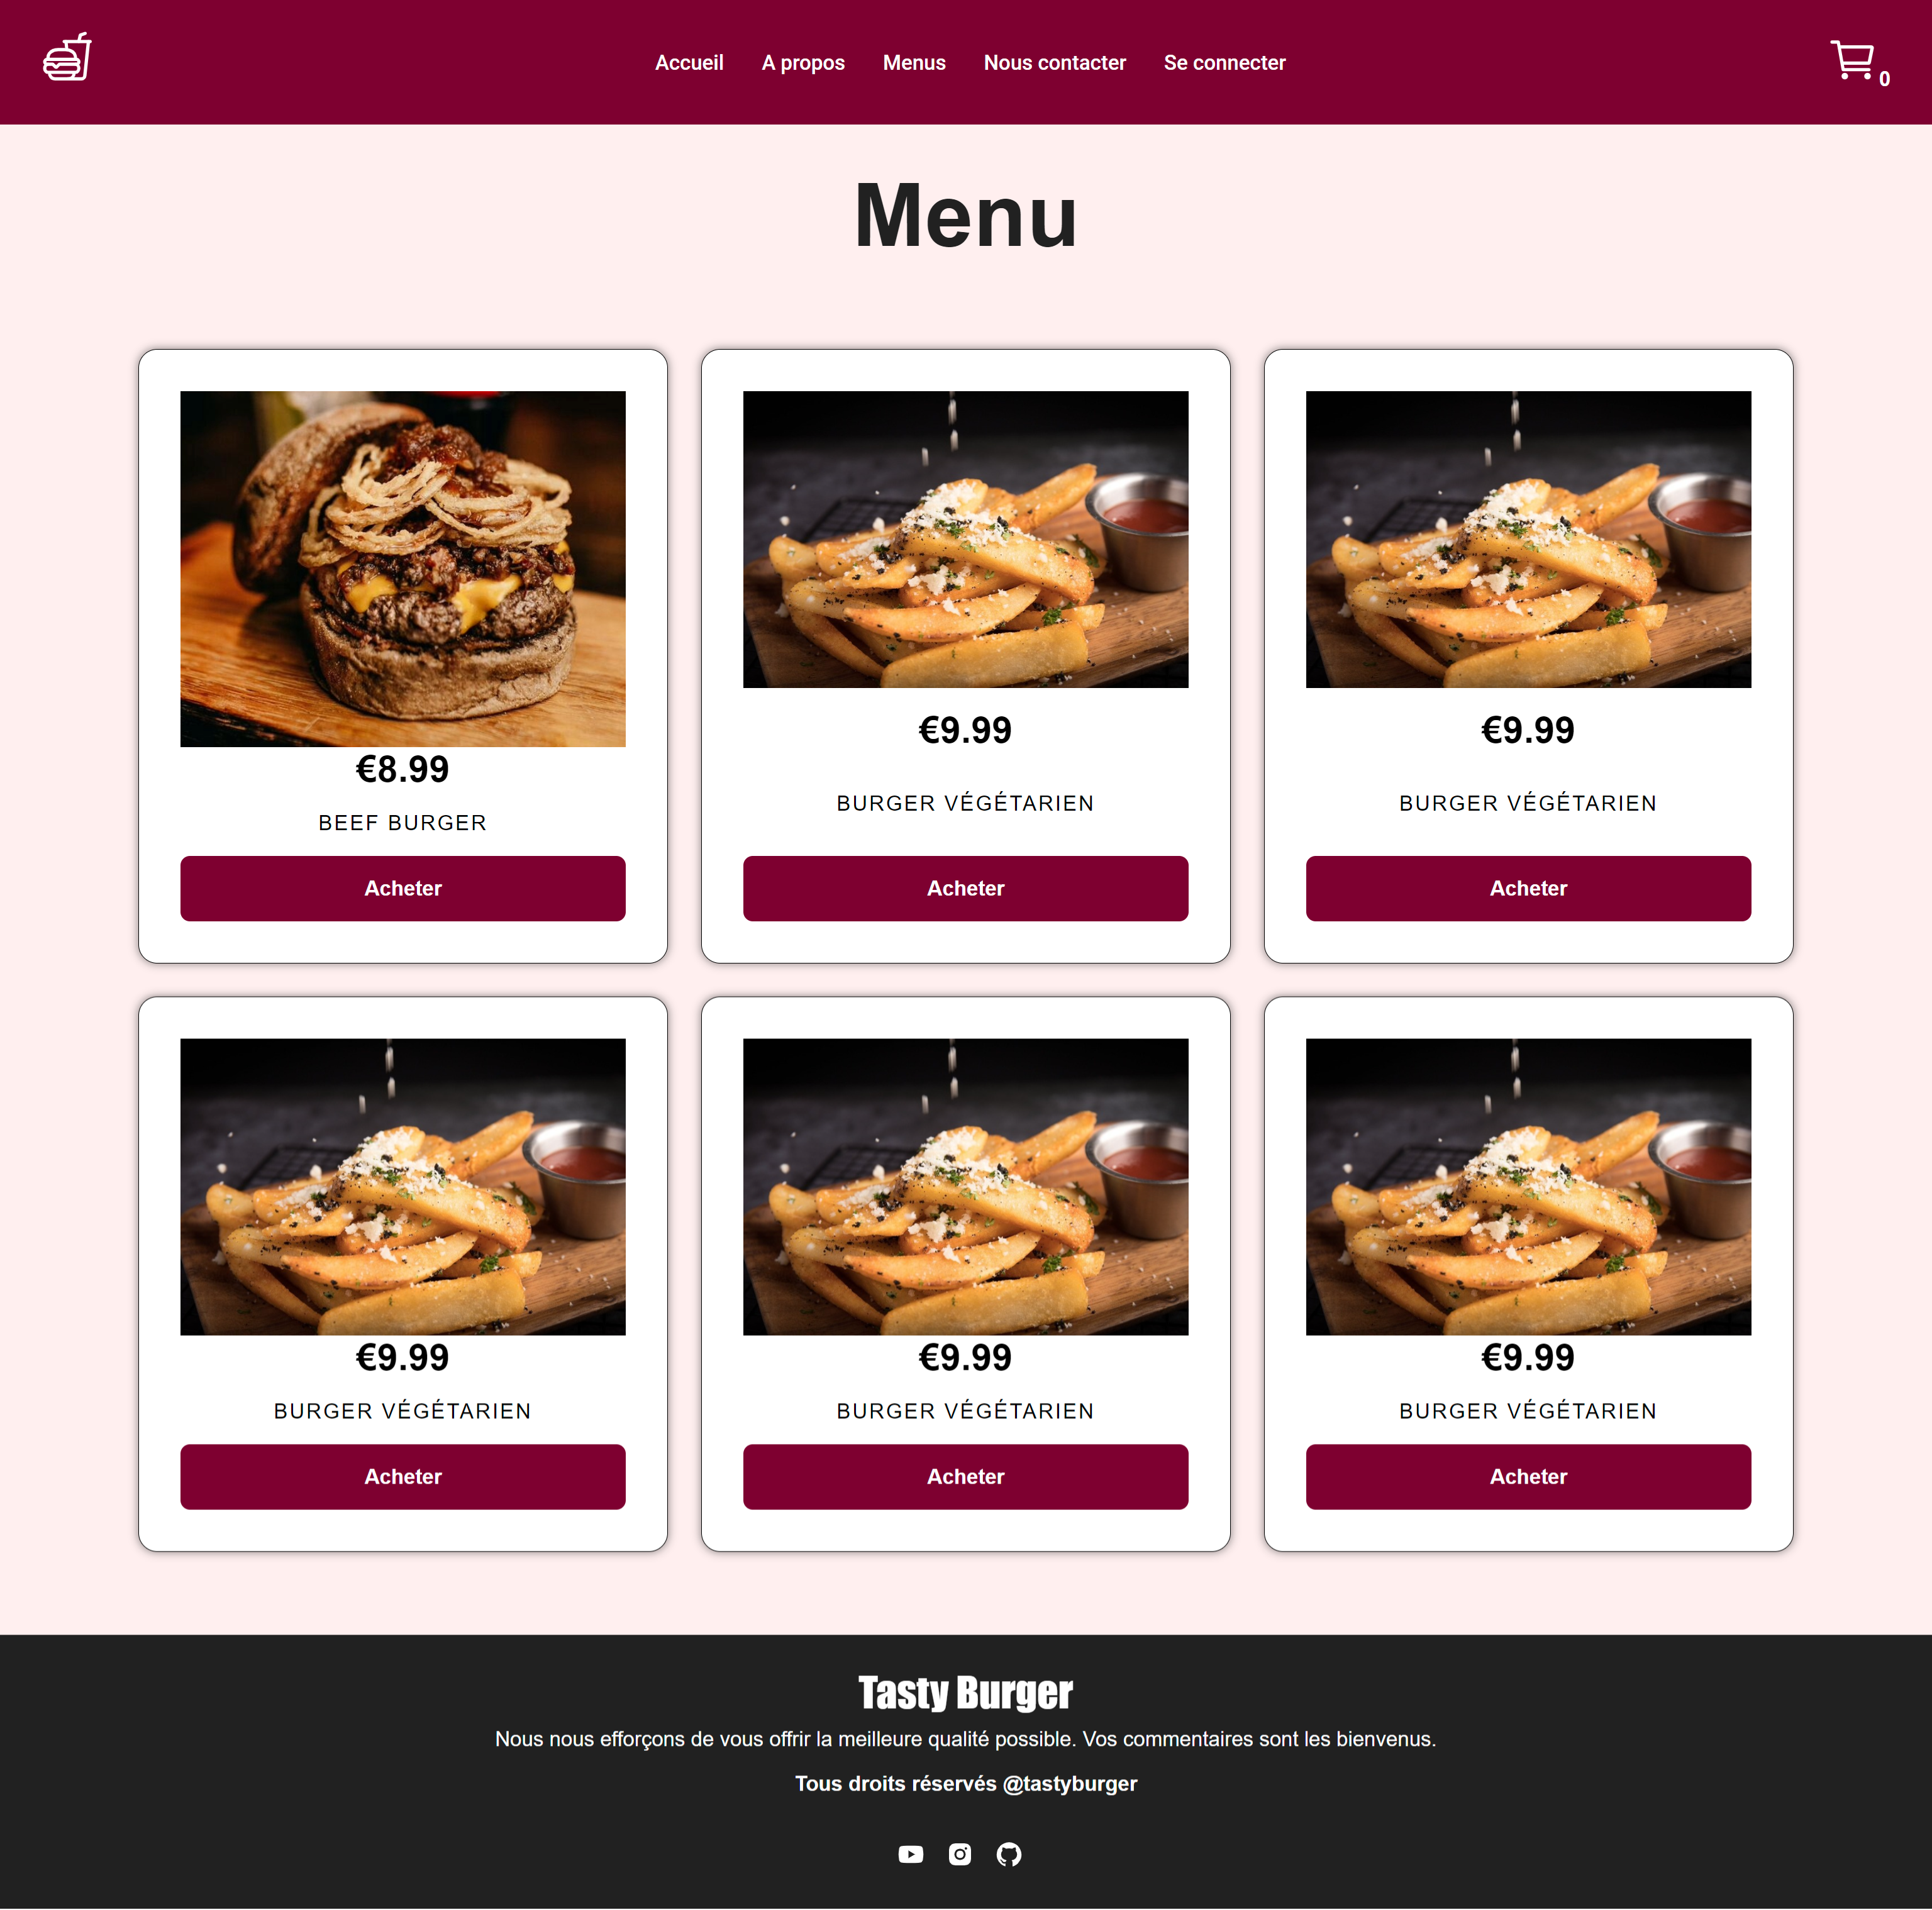 Accueil A propos Menus Nous contacter Se connecter
0
Menu
€8.99
BEEF BURGER
Acheter
€9.99
BURGER VÉGÉTARIEN
Acheter
€9.99
BURGER VÉGÉTARIEN
Acheter
€9.99
BURGER VÉGÉTARIEN
Acheter
€9.99
BURGER VÉGÉTARIEN
Acheter
€9.99
BURGER VÉGÉTARIEN
Acheter
Tasty Burger
Nous nous efforçons de vous offrir la meilleure qualité possible. Vos commentaires sont les bienvenus.
Tous droits réservés @tastyburger